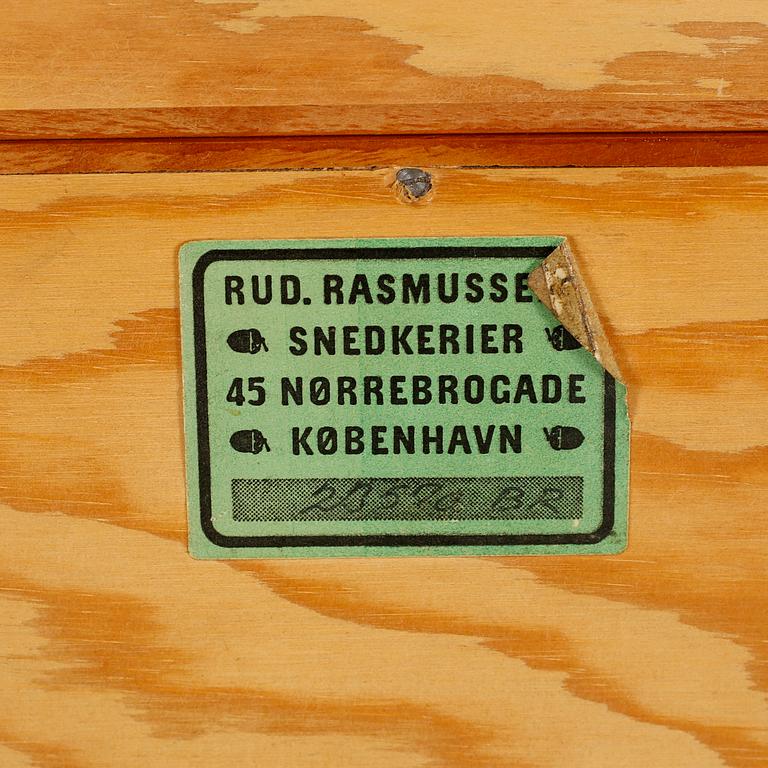 RUD. RASMUSSE
SNEDKERIER
45 NØRREBROGADE
KØBENHAVN
BR